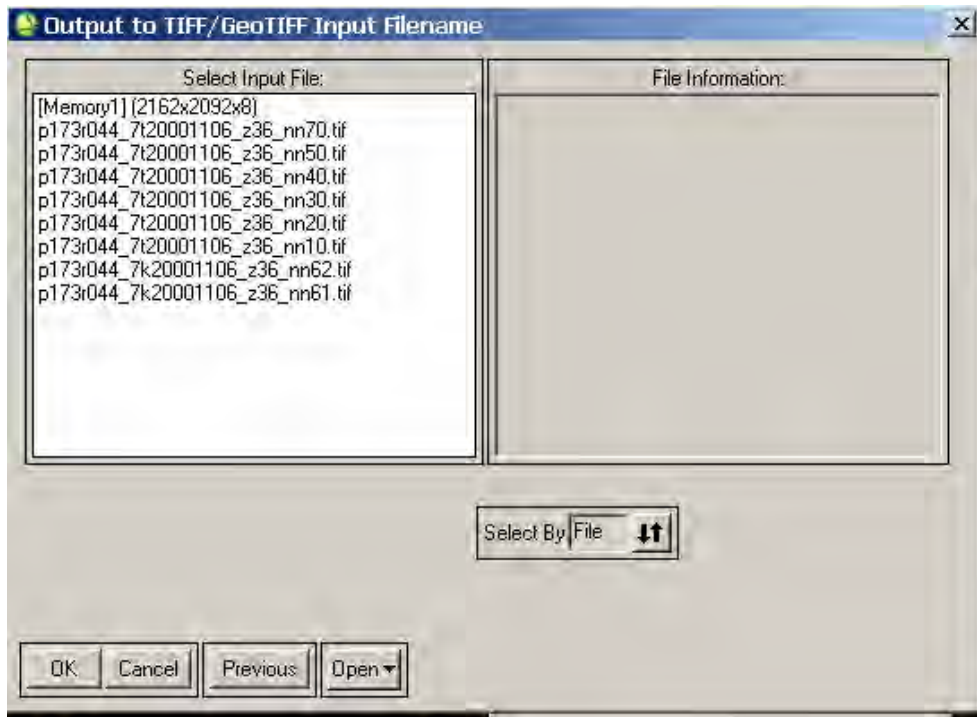 Output to TIFF/GeoTIFF Input Filename
Select Input File:
[Memory1] (2162x2092x8)
p173r044_7t20001106_z36_nn70.tif
p173r044_7t20001106_z36_nn50.tif
p173r044_7t20001106_z36_nn40.tif
p173r044_7t20001106_z36_nn30.tif
p173r044_7t20001106_z36_nn20.tif
p173r044_7t20001106_z36_nn10.tif
p173r044_7k20001106_z36_nn62.tif
p173r044_7k20001106_z36_nn61.tif
File Information:
Select By File
OK Cancel Previous Open